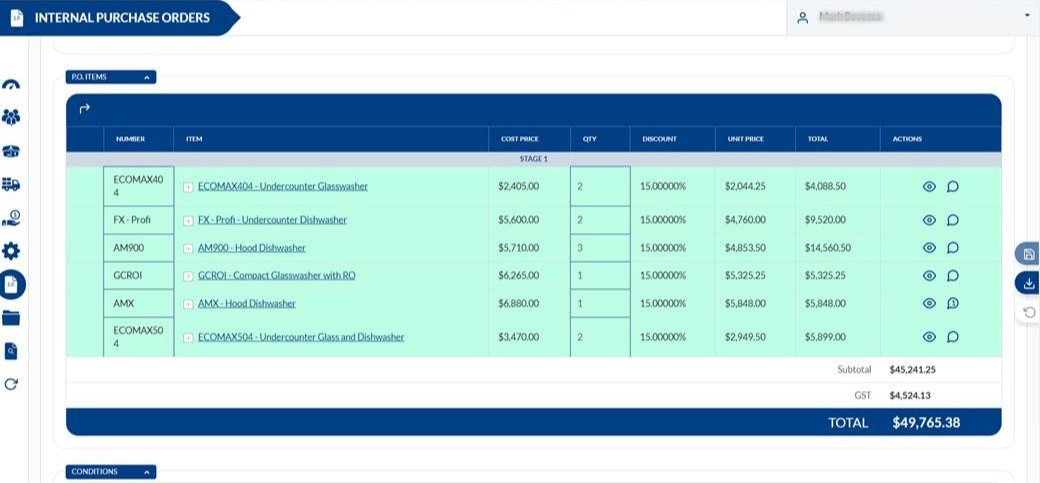 INTERNAL PURCHASE ORDERS
P.O. ITEMS
NUMBER ITEM COST PRICE QTY DISCOUNT UNIT PRICE TOTAL ACTIONS
STAGE 1
ECOMAX40
4 ECOMAX404 - Undercounter Glasswasher $2,405.00 2 15.00000% $2,044.25 $4,088.50
FX - Profi FX - Profi - Undercounter Dishwasher $5,600.00 2 15.00000% $4,760.00 $9,520.00
AM900 AM900 - Hood Dishwasher $5,710.00 3 15.00000% $4,853.50 $14,560.50
GCROI GCROI - Compact Glasswasher with RO $6,265.00 1 15.00000% $5,325.25 $5,325.25
AMX AMX - Hood Dishwasher $6,880.00 1 15.00000% $5,848.00 $5,848.00
ECOMAX50
4 ECOMAX504 - Undercounter Glass and Dishwasher $3,470.00 2 15.00000% $2,949.50 $5,899.00
Subtotal $45,241.25
GST $4,524.13
TOTAL $49,765.38
CONDITIONS